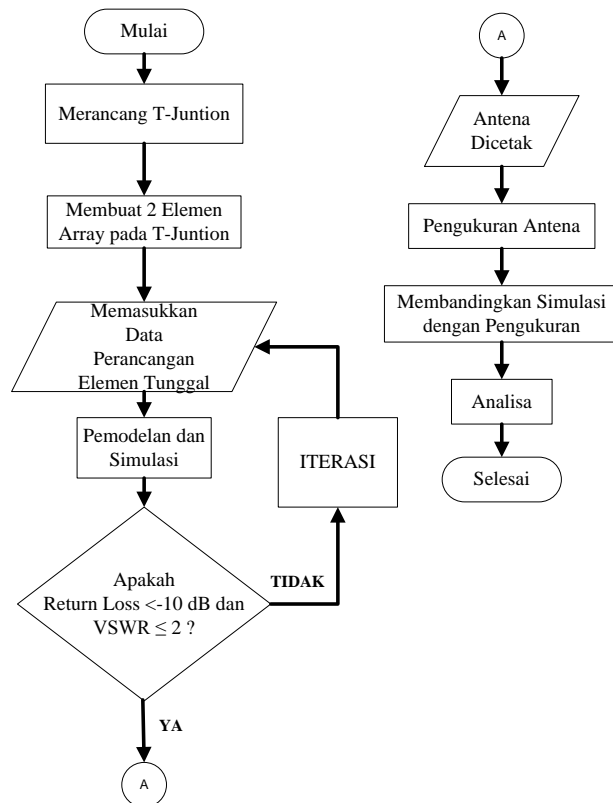 Mulai
Merancang T-Juntion
Membuat 2 Elemen
Array pada T-Juntion
Memasukkan
Data
Perancangan
Elemen Tunggal
Pemodelan dan
Simulasi
ITERASI
Apakah
Return Loss <-10 dB dan
VSWR ≤ 2 ?
TIDAK
YA
A
A
Antena
Dicetak
Pengukuran Antena
Membandingkan Simulasi
dengan Pengukuran
Analisa
Selesai